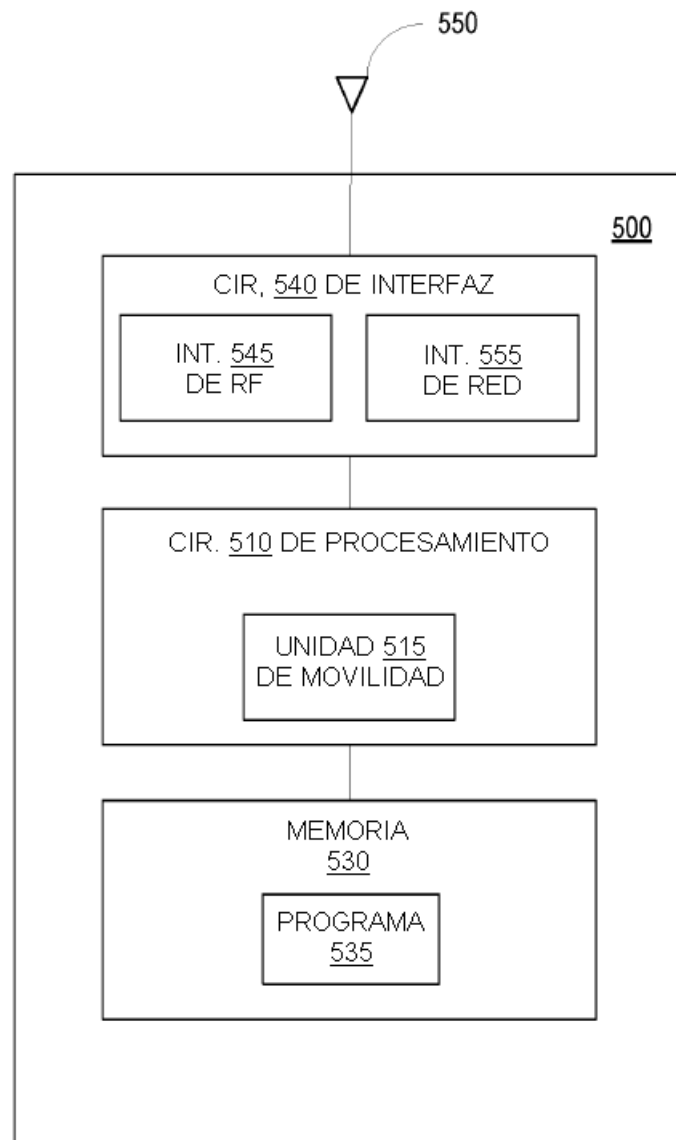 550
500
CIR, 540 DE INTERFAZ
INT. 545
DE RF
INT. 555
DE RED
CIR. 510 DE PROCESAMIENTO
UNIDAD 515
DE MOVILIDAD
MEMORIA
530
PROGRAMA
535